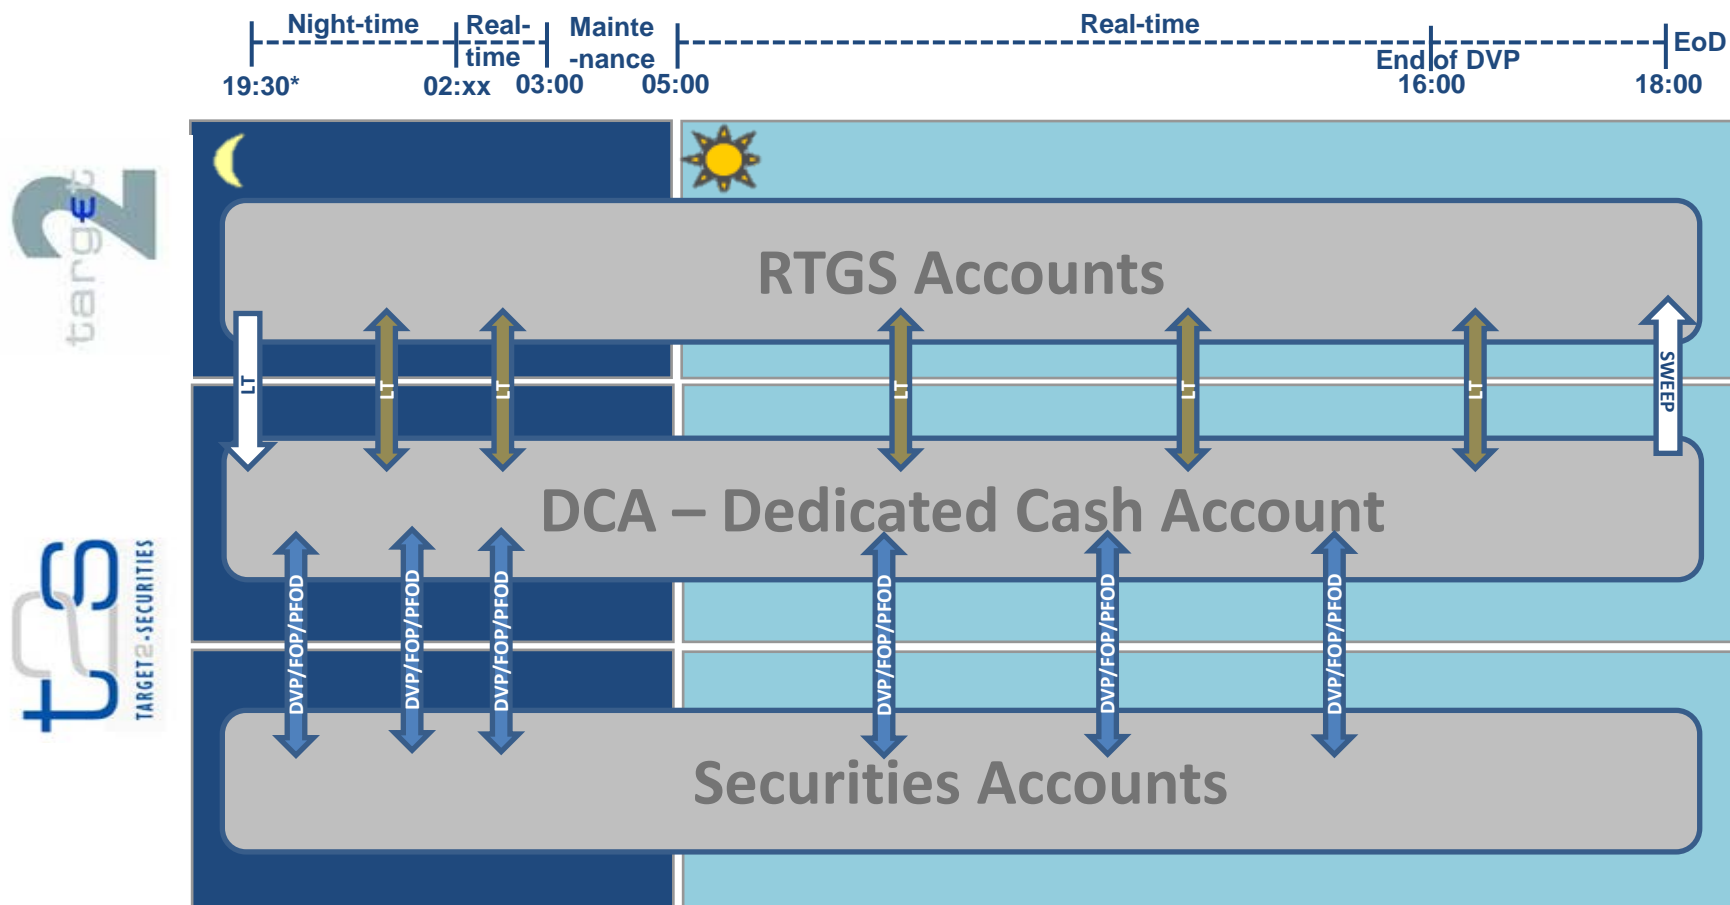 Night-time
Real-
time
Mainte
-nance
Real-time
End of DVP
EoD
19:30*
02:xx
03:00
05:00
16:00
18:00
target
2
RTGS Accounts
LT
LT
LT
LT
LT
LT
SWEEP
DCA – Dedicated Cash Account
t2s
TARGET2-SECURITIES
DVP/FOP/PFOD
DVP/FOP/PFOD
DVP/FOP/PFOD
DVP/FOP/PFOD
DVP/FOP/PFOD
DVP/FOP/PFOD
Securities Accounts